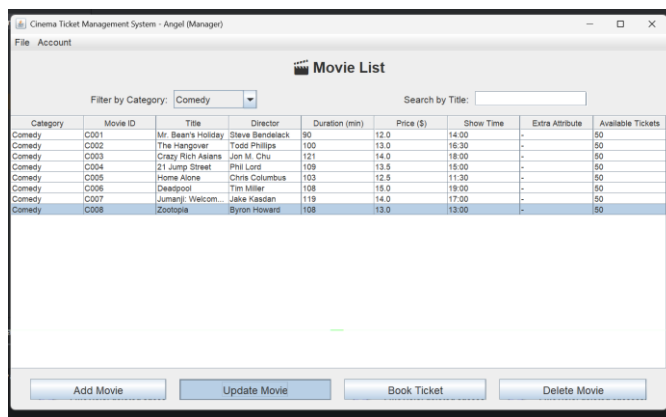 Cinema Ticket Management System - Angel (Manager)
File Account
Movie List
Filter by Category: Comedy Search by Title:
Category Movie ID Title Director Duration (min) Price ($) Show Time Extra Attribute Available Tickets
Comedy C001 Mr. Bean's Holiday Steve Bendelack 90 12.0 14:00 - 50
Comedy C002 The Hangover Todd Phillips 100 13.0 16:30 - 50
Comedy C003 Crazy Rich Asians Jon M. Chu 121 14.0 18:00 - 50
Comedy C004 21 Jump Street Phil Lord 109 13.5 15:00 - 50
Comedy C005 Home Alone Chris Columbus 103 12.5 11:30 - 50
Comedy C006 Deadpool Tim Miller 108 15.0 19:00 - 50
Comedy C007 Jumanji: Welcom... Jake Kasdan 119 14.0 17:00 - 50
Comedy C008 Zootopia Byron Howard 108 13.0 13:00 - 50
Add Movie Update Movie Book Ticket Delete Movie